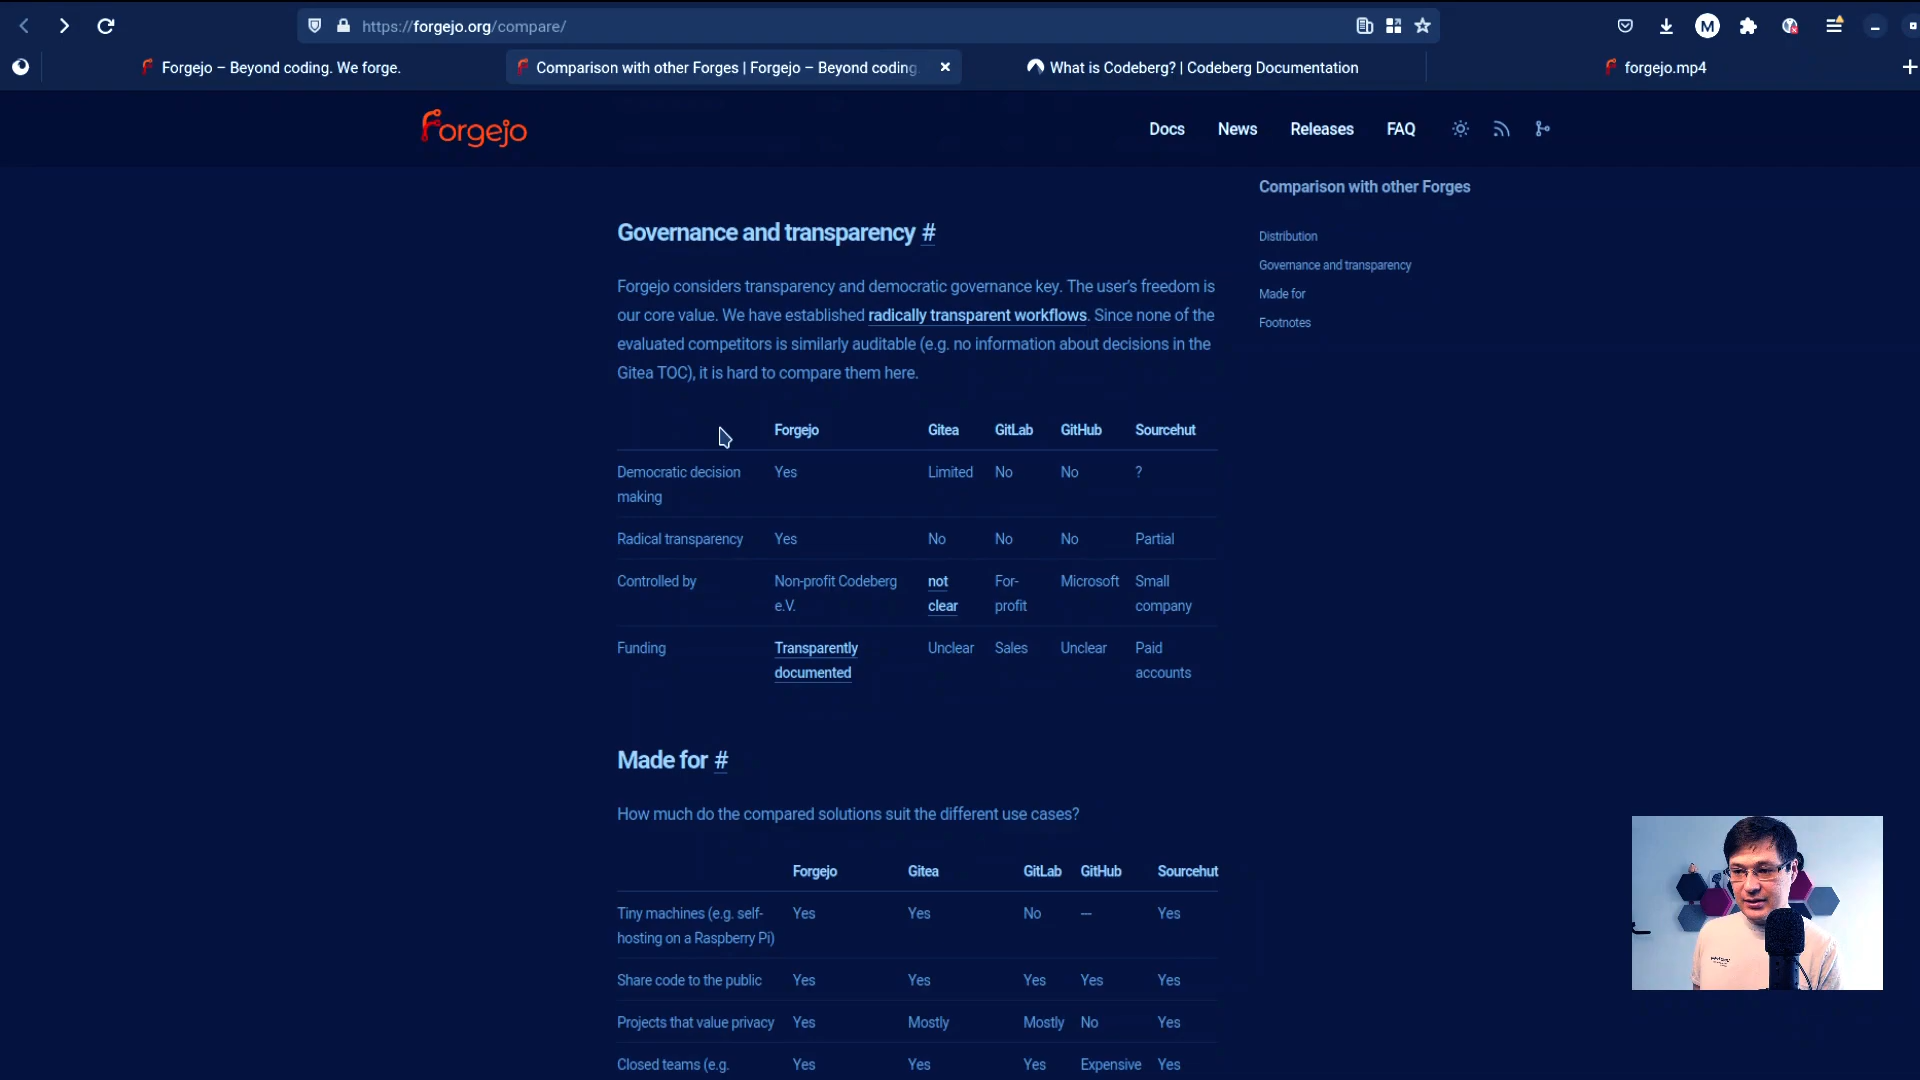 https://forgejo.org/compare/
M
Forgejo – Beyond coding. We forge.
Comparison with other Forges | Forgejo – Beyond coding.
What is Codeberg? | Codeberg Documentation
forgejo.mp4
Forgejo
Docs
News
Releases
FAQ
Comparison with other Forges
Distribution
Governance and transparency
Made for
Footnotes
Governance and transparency #
Forgejo considers transparency and democratic governance key. The user's freedom is
our core value. We have established radically transparent workflows. Since none of the
evaluated competitors is similarly auditable (e.g. no information about decisions in the
Gitea TOC), it is hard to compare them here.
Forgejo Gitea GitLab GitHub Sourcehut
Democratic decision Yes Limited No No ?
making
Radical transparency Yes No No No Partial
Controlled by Non-profit Codeberg not For- Microsoft Small
e.V. clear profit company
Funding Transparently Unclear Sales Unclear Paid
documented accounts
Made for #
How much do the compared solutions suit the different use cases?
Forgejo Gitea GitLab GitHub Sourcehut
Tiny machines (e.g. self- Yes Yes No — Yes
hosting on a Raspberry Pi)
Share code to the public Yes Yes Yes Yes Yes
Projects that value privacy Yes Mostly Mostly No Yes
Closed teams (e.g. Yes Yes Yes Expensive Yes